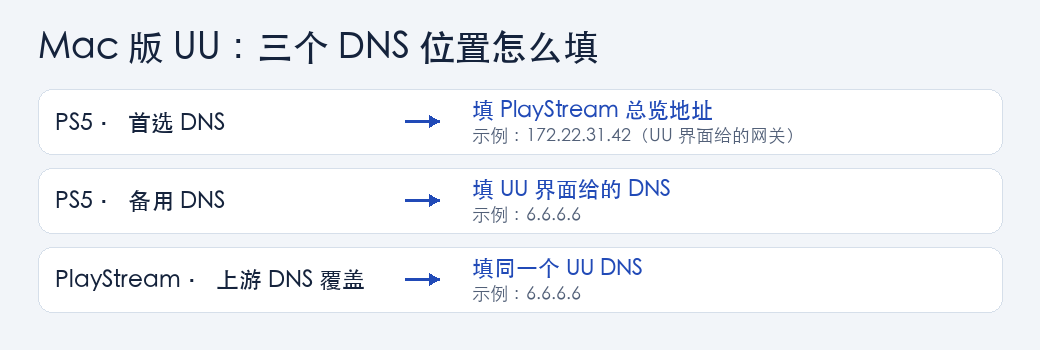 Mac 版 UU：三个 DNS 位置怎么填
PS5 · 首选 DNS
填 PlayStream 总览地址
示例：172.22.31.42（UU 界面给的网关）
PS5 · 备用 DNS
填 UU 界面给的 DNS
示例：6.6.6.6
PlayStream · 上游 DNS 覆盖
填同一个 UU DNS
示例：6.6.6.6